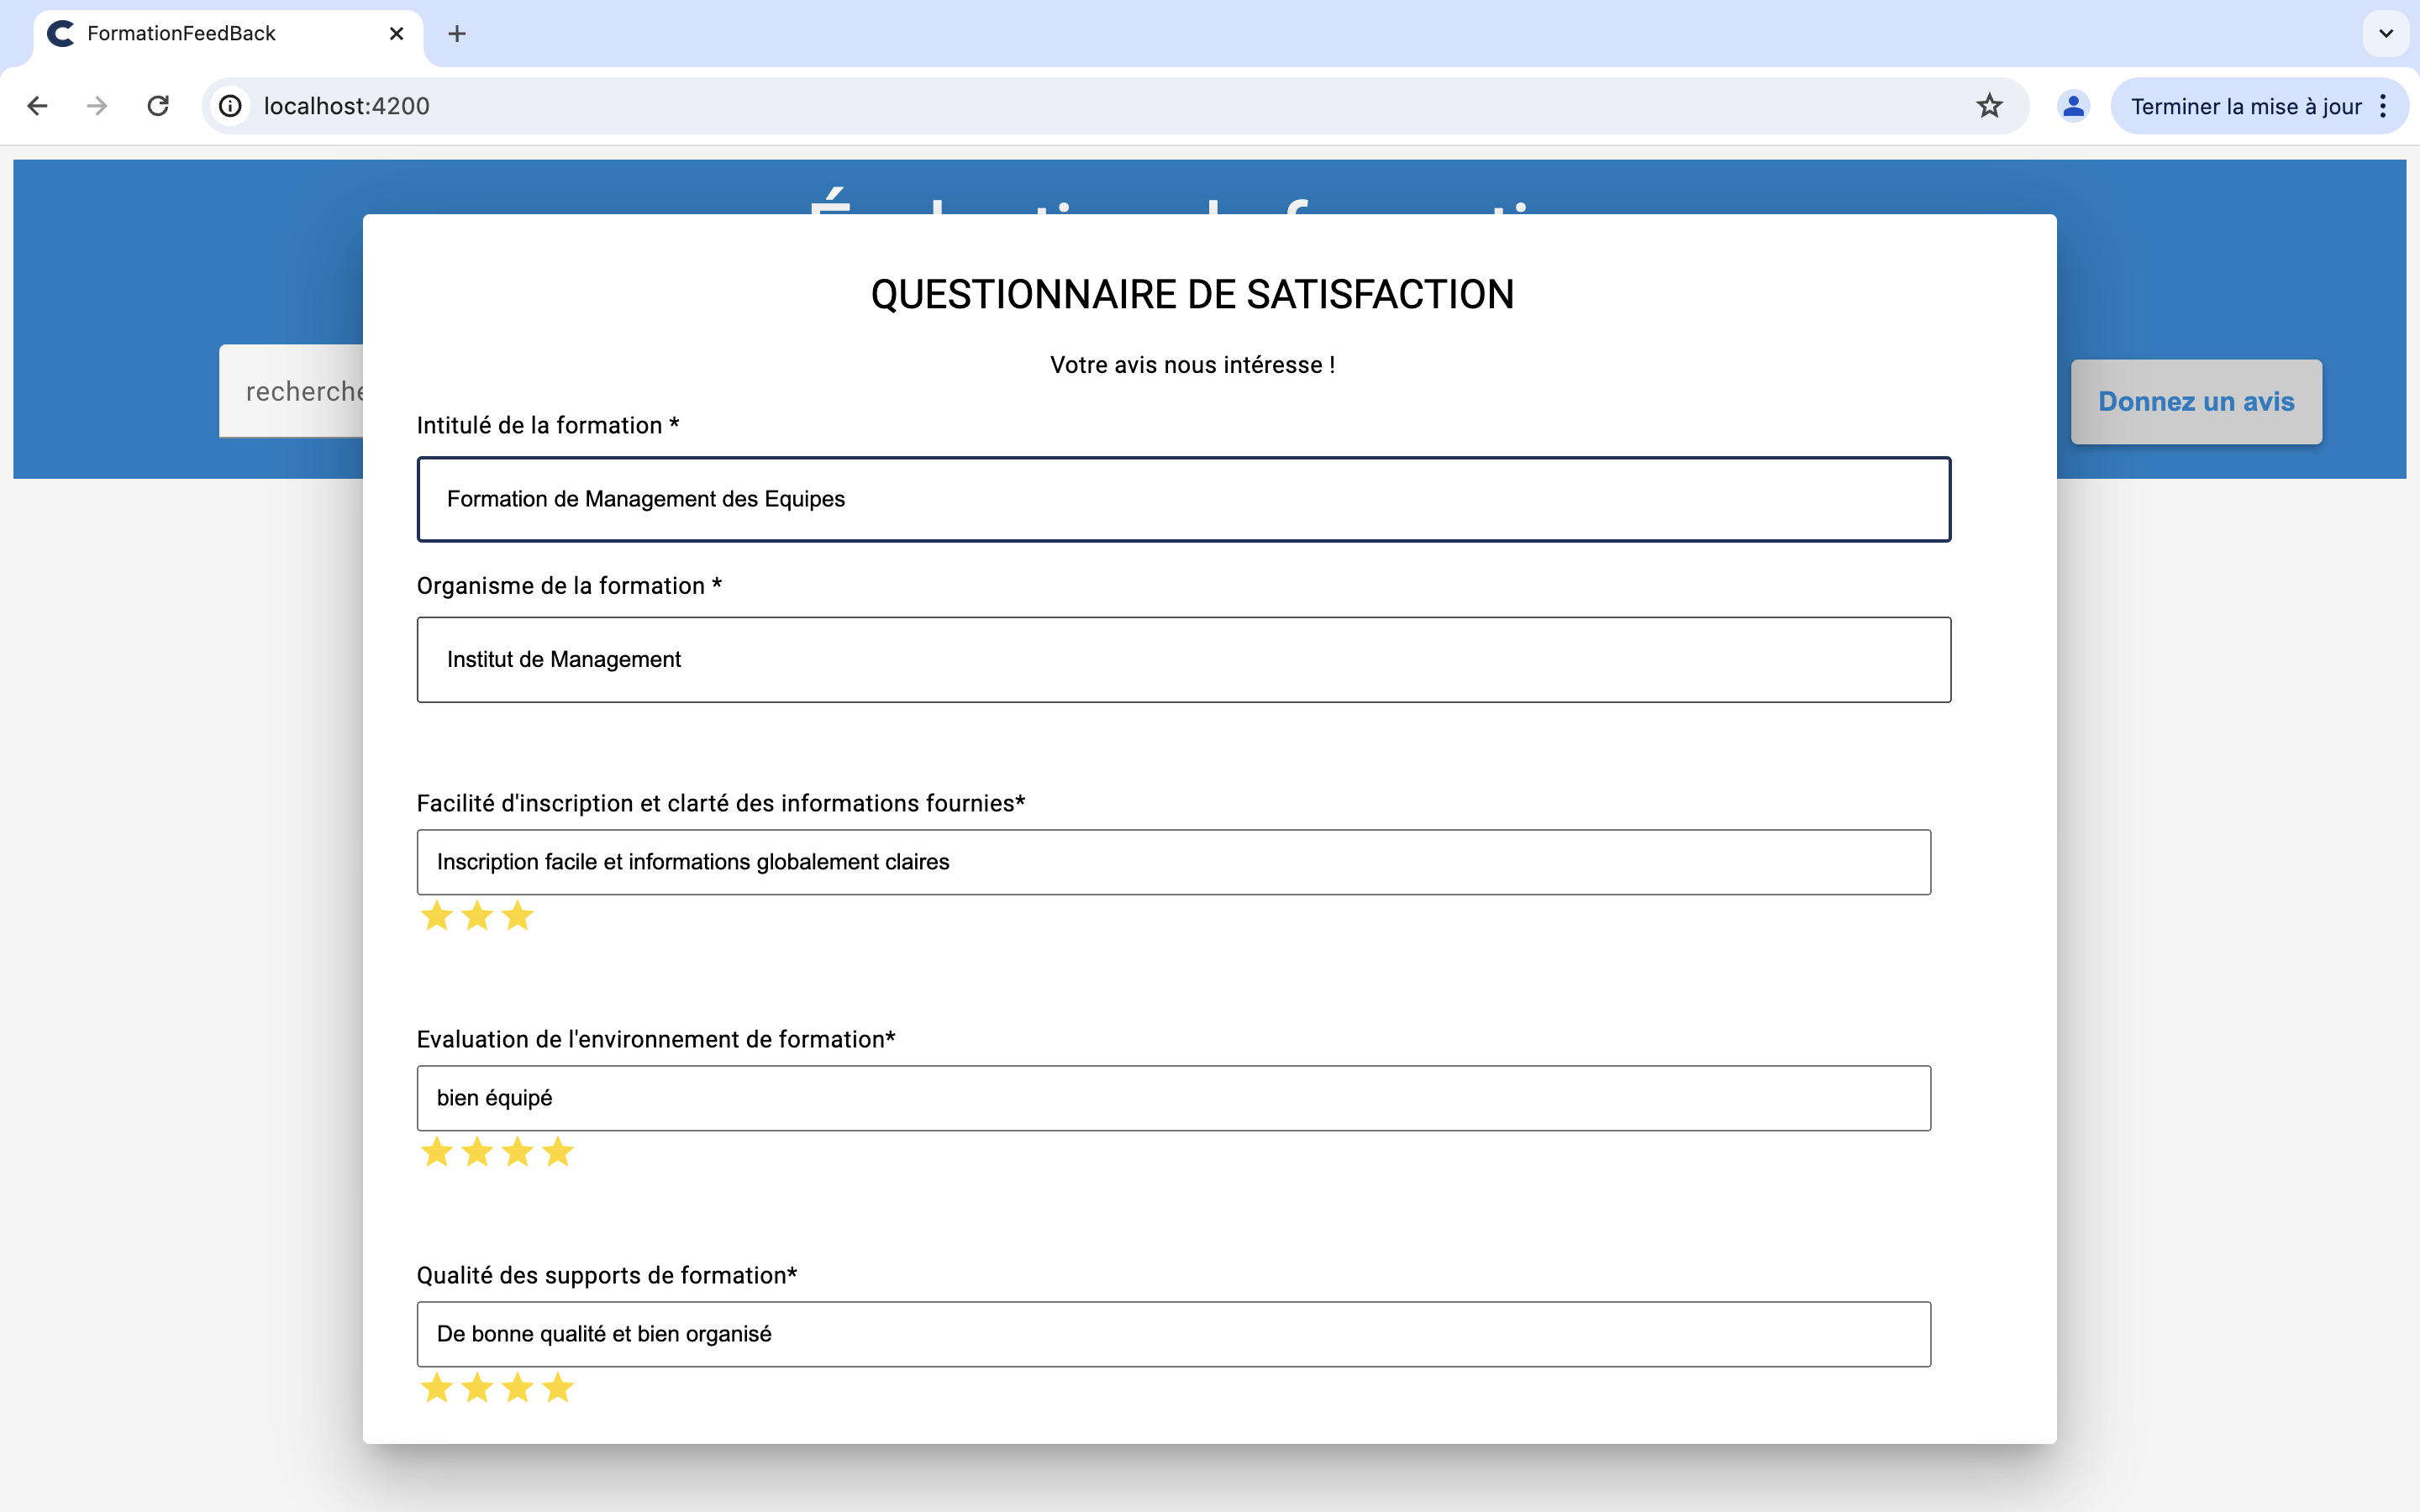 FormationFeedBack
localhost:4200
Terminer la mise à jour
QUESTIONNAIRE DE SATISFACTION
Votre avis nous intéresse !
recherche
Donnez un avis
Intitulé de la formation *
Formation de Management des Equipes
Organisme de la formation *
Institut de Management
Facilité d'inscription et clarté des informations fournies*
Inscription facile et informations globalement claires
Evaluation de l'environnement de formation*
bien équipé
Qualité des supports de formation*
De bonne qualité et bien organisé